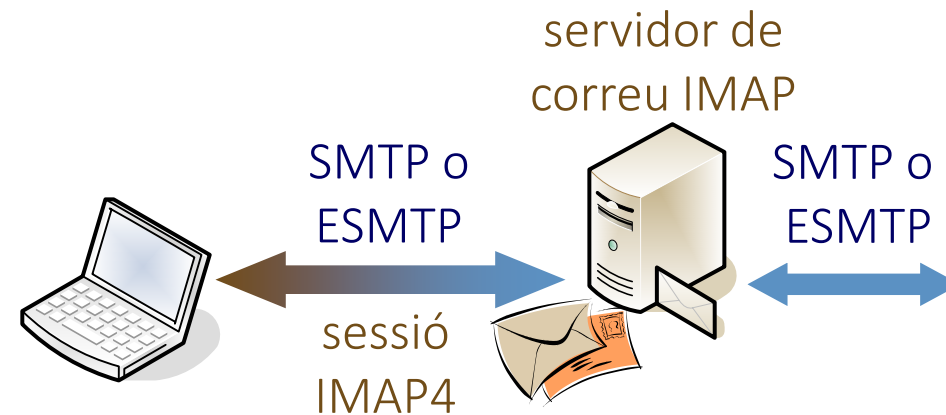 servidor de
correu IMAP
SMTP o
ESMTP
SMTP o
ESMTP
sessió
IMAP4